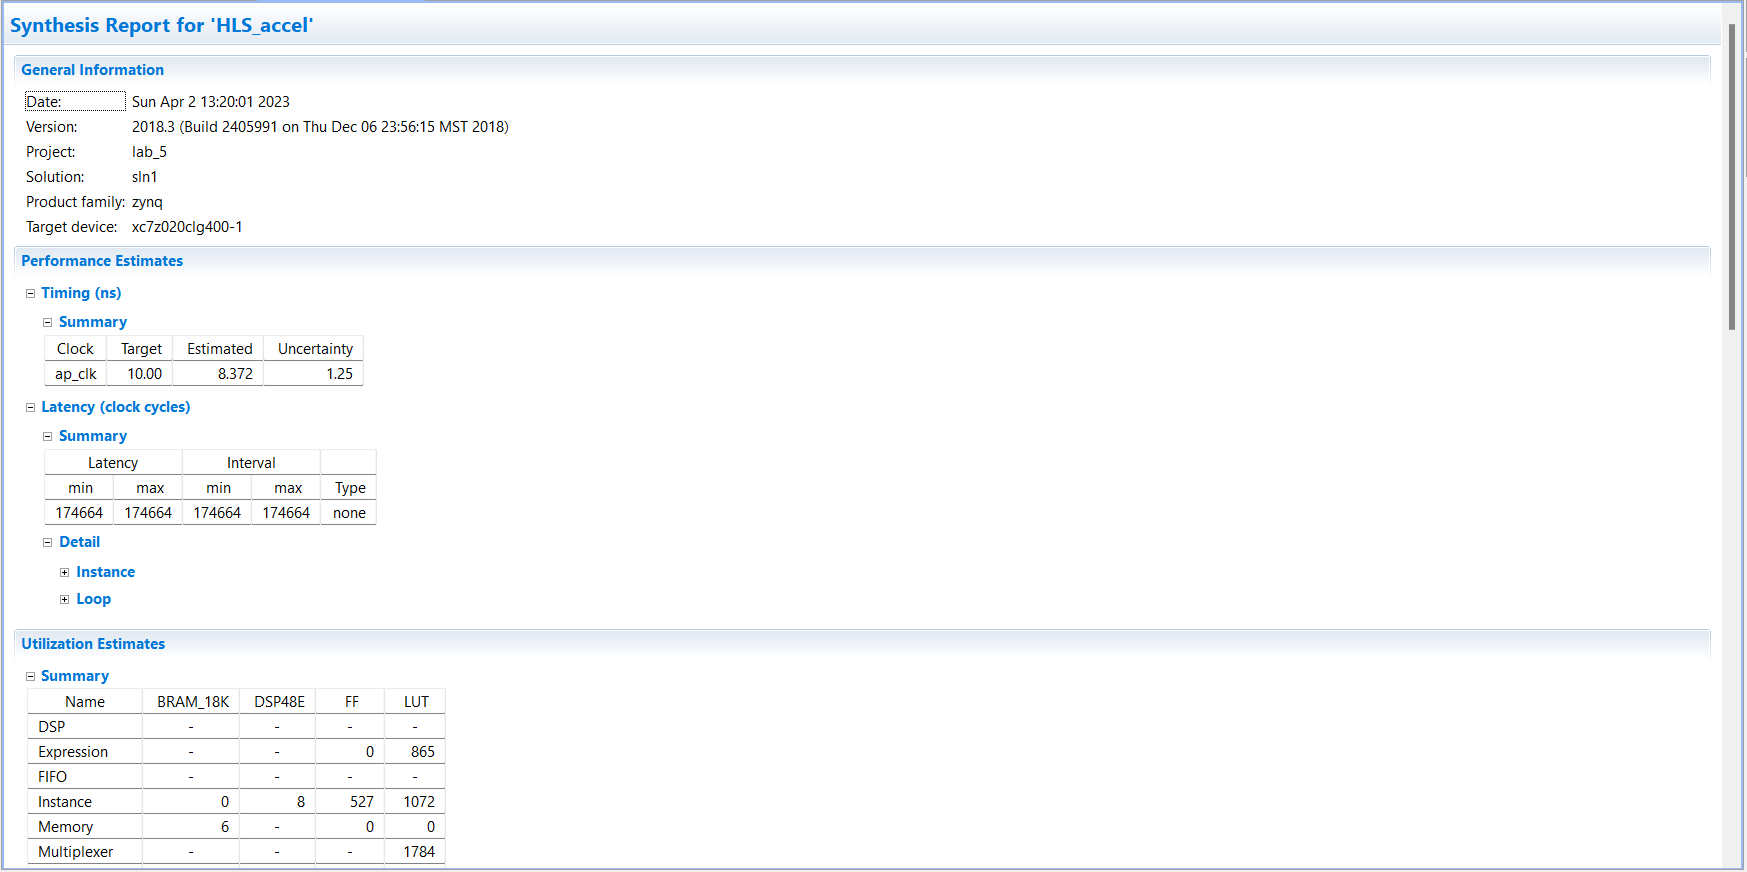 Synthesis Report for 'HLS_accel'
General Information
Date: Sun Apr 2 13:20:01 2023
Version: 2018.3 (Build 2405991 on Thu Dec 06 23:56:15 MST 2018)
Project: lab_5
Solution: sln1
Product family: zynq
Target device: xc7z020clg400-1
Performance Estimates
Timing (ns)
Summary
Clock Target Estimated Uncertainty
ap_clk 10.00 8.372 1.25
Latency (clock cycles)
Summary
Latency Interval
min max min max Type
174664 174664 174664 174664 none
Detail
Instance
Loop
Utilization Estimates
Summary
Name BRAM_18K DSP48E FF LUT
DSP - - - -
Expression - - 0 865
FIFO - - - -
Instance 0 8 527 1072
Memory 6 - 0 0
Multiplexer - - - 1784